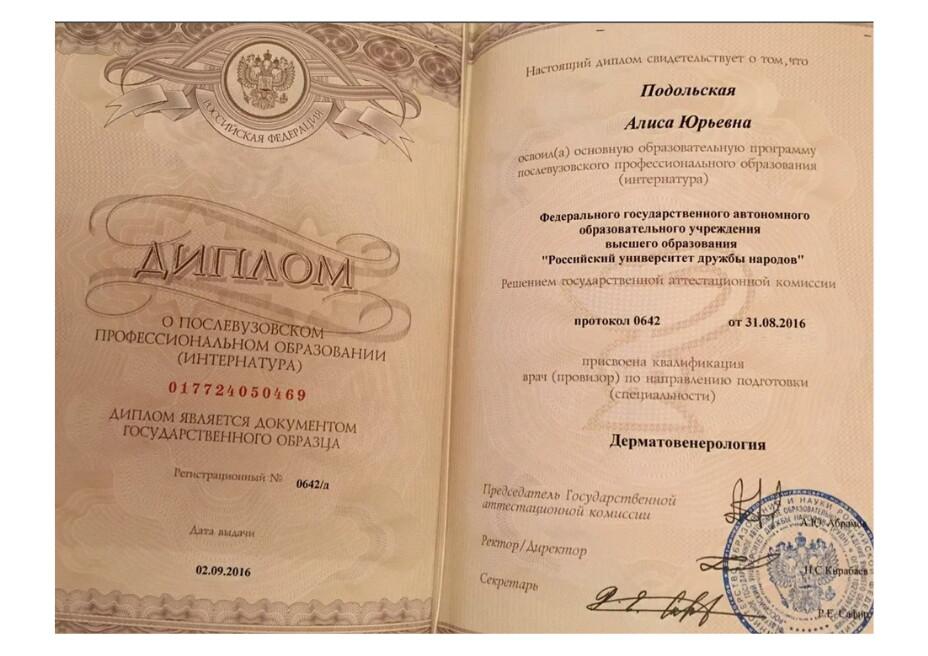 РОССИЙСКАЯ ФЕДЕРАЦИЯ
ДИПЛОМ
О ПОСЛЕВУЗОВСКОМ
ПРОФЕССИОНАЛЬНОМ ОБРАЗОВАНИИ
(ИНТЕРНАТУРА)
017724050469
ДИПЛОМ ЯВЛЯЕТСЯ ДОКУМЕНТОМ
ГОСУДАРСТВЕННОГО ОБРАЗЦА
Регистрационный № 0642/д
Дата выдачи
02.09.2016
Настоящий диплом свидетельствует о том,что
Подольская
Алиса Юрьевна
освоил(а) основную образовательную программу
послевузовского профессионального образования
(интернатура)
Федерального государственного автономного
образовательного учреждения
высшего образования
"Российский университет дружбы народов"
Решением государственной аттестационной комиссии
протокол 0642 от 31.08.2016
присвоена квалификация
врач (провизор) по направлению подготовки
(специальности)
Дерматовенерология
Председатель Государственной
аттестационной комиссии
А.Ю.
Ректор/Директор
Н.С
Секретарь
Р.Е.